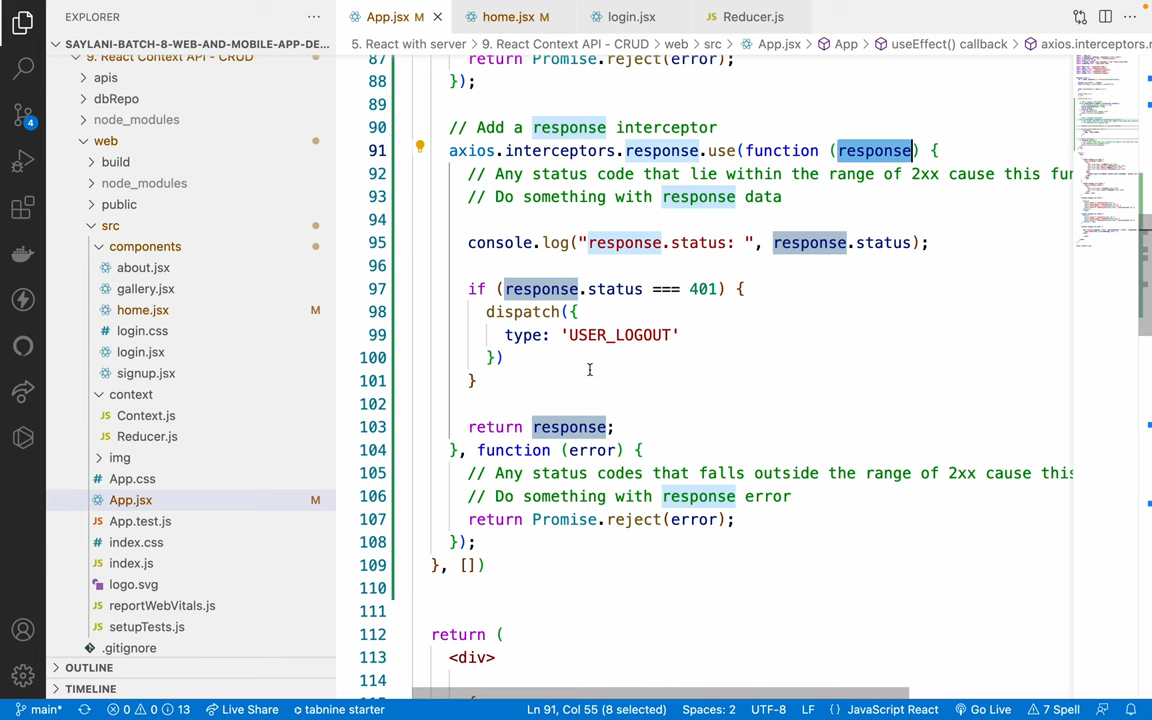 EXPLORER
App.jsx M
home.jsx M
login.jsx
Reducer.js
SAYLANI-BATCH-8-WEB-AND-MOBILE-APP-DE...
5. React with server > 9. React Context API - CRUD > web > src > App.jsx > App > useEffect() callback > axios.interceptors.r
9. React Context API - CRUD
apis
dbRepo
node_modules
web
build
node_modules
public
src
components
about.jsx
gallery.jsx
home.jsx M
login.css
login.jsx
signup.jsx
context
Context.js
Reducer.js
img
App.css
App.jsx M
App.test.js
index.css
index.js
logo.svg
reportWebVitals.js
setupTests.js
.gitignore
OUTLINE
TIMELINE
4
87 return Promise.reject(error);
88 });
89
90 // Add a response interceptor
91 axios.interceptors.response.use(function (response) {
92 // Any status code that lie within the range of 2xx cause this fun
93 // Do something with response data
94
95 console.log("response.status: ", response.status);
96
97 if (response.status === 401) {
98 dispatch({
99 type: 'USER_LOGOUT'
100 })
101 }
102
103 return response;
104 }, function (error) {
105 // Any status codes that falls outside the range of 2xx cause this
106 // Do something with response error
107 return Promise.reject(error);
108 });
109 }, [])
110
111
112 return (
113 <div>
114
main* 0 0 13 Live Share tabnine starter Ln 91, Col 55 (8 selected) Spaces: 2 UTF-8 LF JavaScript React Go Live 7 Spell